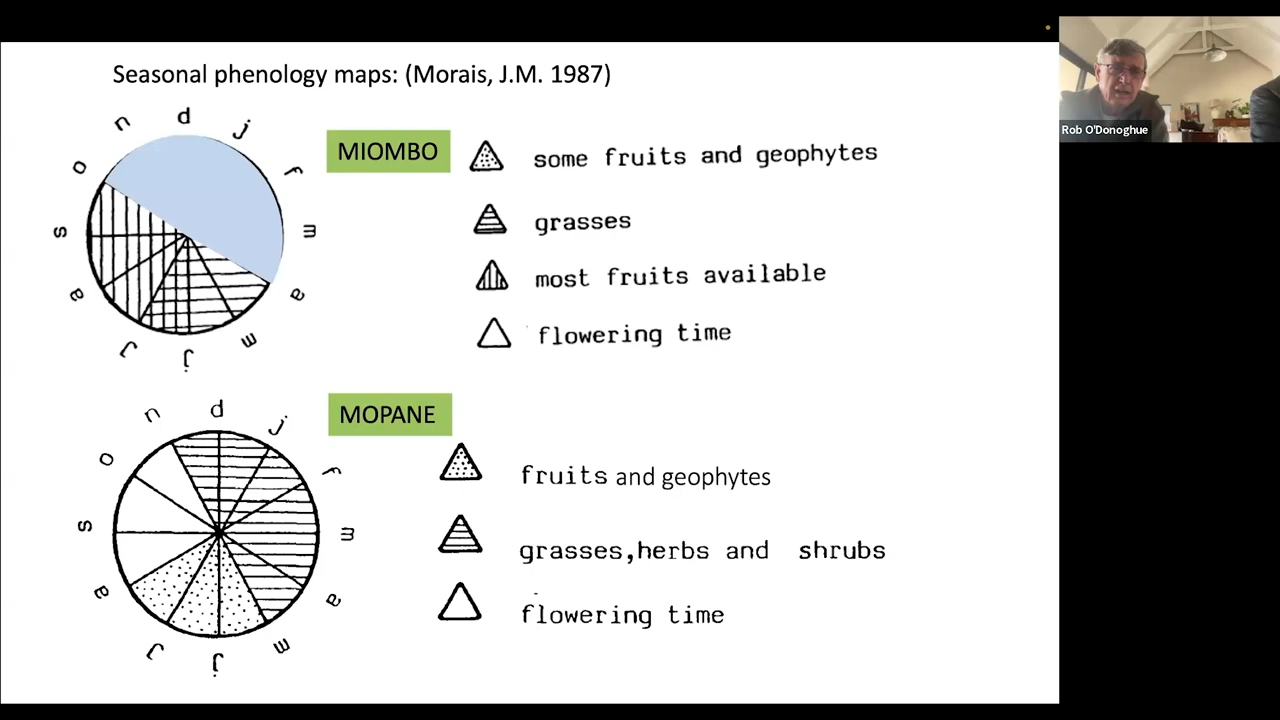 Seasonal phenology maps: (Morais, J.M. 1987)
n d j f m a m j J a s o
MIOMBO
some fruits and geophytes
grasses
most fruits available
flowering time
n d j f m a m j J a s o
MOPANE
fruits and geophytes
grasses,herbs and shrubs
flowering time
Rob O'Donoghue